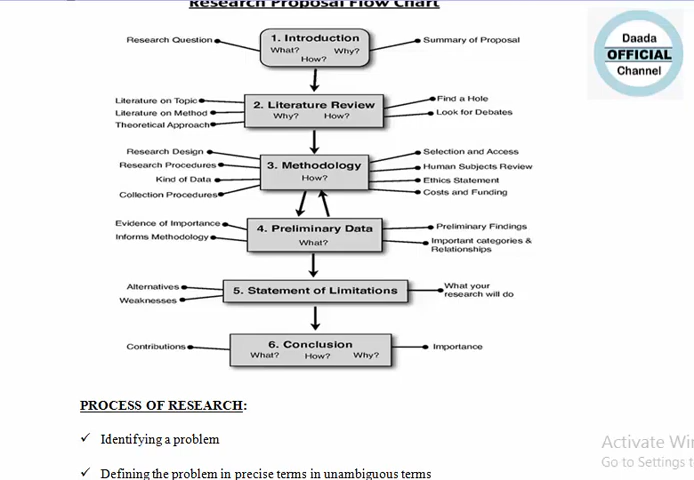 Research Proposal Flow Chart
Daada
OFFICIAL
Channel
Research Question
1. Introduction
What? Why?
How?
Summary of Proposal
Literature on Topic
Literature on Method
Theoretical Approach
2. Literature Review
Why? How?
Find a Hole
Look for Debates
Research Design
Research Procedures
Kind of Data
Collection Procedures
3. Methodology
How?
Selection and Access
Human Subjects Review
Ethics Statement
Costs and Funding
Evidence of Importance
Informs Methodology
4. Preliminary Data
What?
Preliminary Findings
Important categories &
Relationships
Alternatives
Weaknesses
5. Statement of Limitations
What your
research will do
Contributions
6. Conclusion
What? How? Why?
Importance
PROCESS OF RESEARCH:
✓ Identifying a problem
✓ Defining the problem in precise terms in unambiguous terms
Activate Win
Go to Settings t